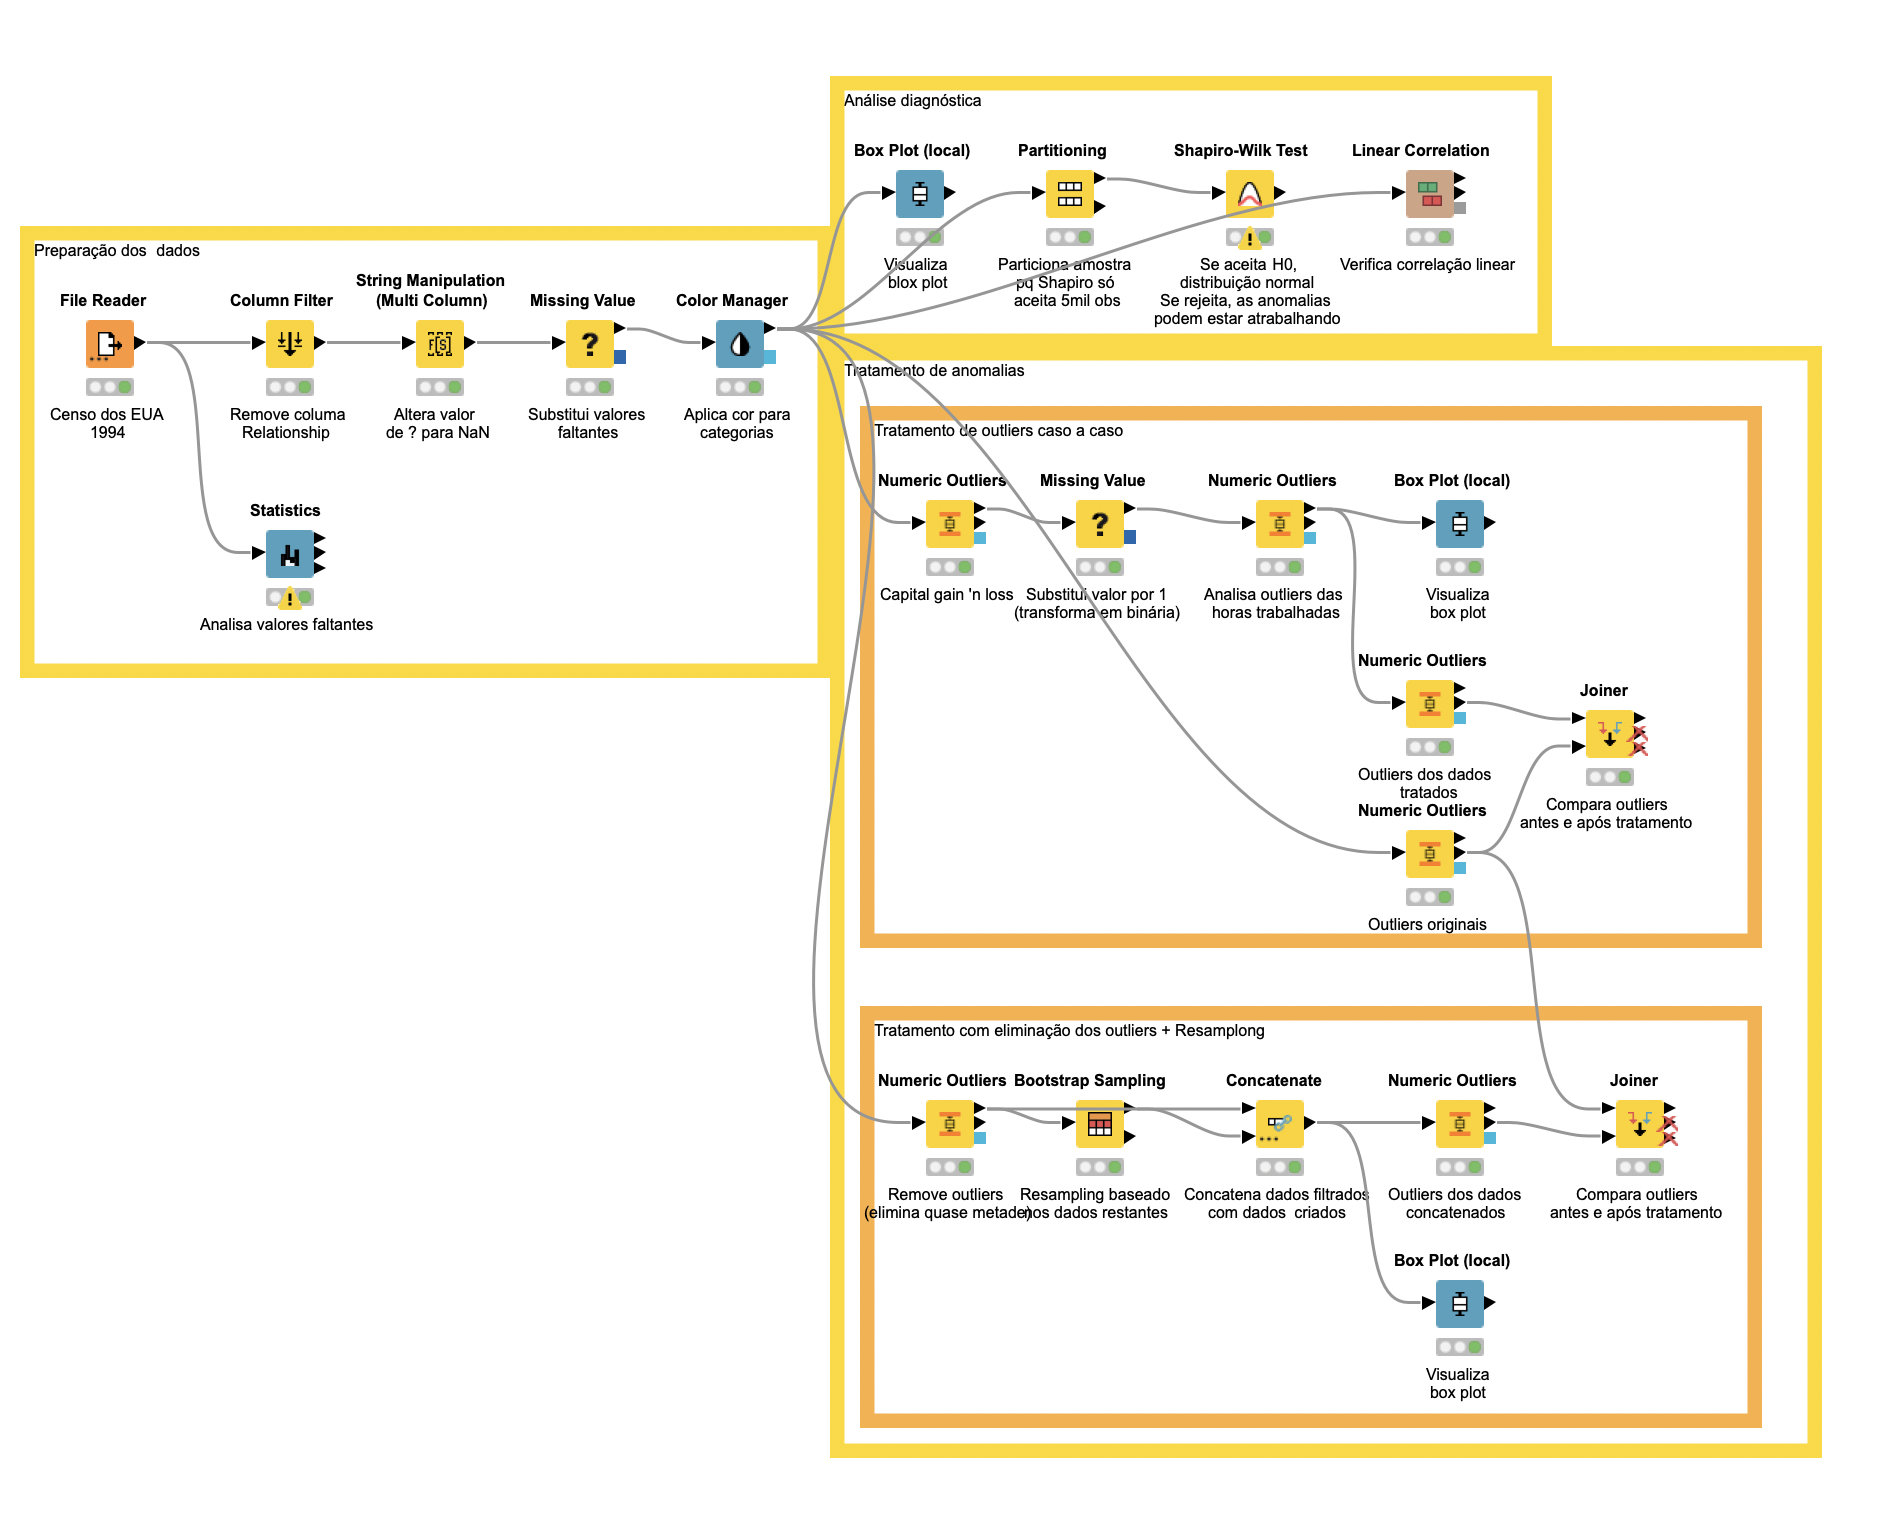 Análise diagnóstica
Box Plot (local)
Visualiza
blox plot
Partitioning
Particiona amostra
pq Shapiro só
aceita 5mil obs
Shapiro-Wilk Test
Se aceita H0,
distribuição normal
Se rejeita, as anomalias
podem estar atrabalhando
Linear Correlation
Verifica correlação linear
Preparação dos  dados
File Reader
Censo dos EUA
1994
Column Filter
Remove columa
Relationship
String Manipulation
(Multi Column)
Altera valor
de ? para NaN
Missing Value
Substitui valores
faltantes
Color Manager
Aplica cor para
categorias
Statistics
Analisa valores faltantes
Tratamento de anomalias
Tratamento de outliers caso a caso
Numeric Outliers
Capital gain 'n loss
Missing Value
Substitui valor por 1
(transforma em binária)
Numeric Outliers
Analisa outliers das
horas trabalhadas
Box Plot (local)
Visualiza
box plot
Numeric Outliers
Outliers dos dados
tratados
Joiner
Compara outliers
antes e após tratamento
Numeric Outliers
Outliers originais
Tratamento com eliminação dos outliers + Resamplong
Numeric Outliers
Remove outliers
(elimina quase metade)
Bootstrap Sampling
Resampling baseado
nos dados restantes
Concatenate
Concatena dados filtrados
com dados  criados
Numeric Outliers
Outliers dos dados
concatenados
Joiner
Compara outliers
antes e após tratamento
Box Plot (local)
Visualiza
box plot